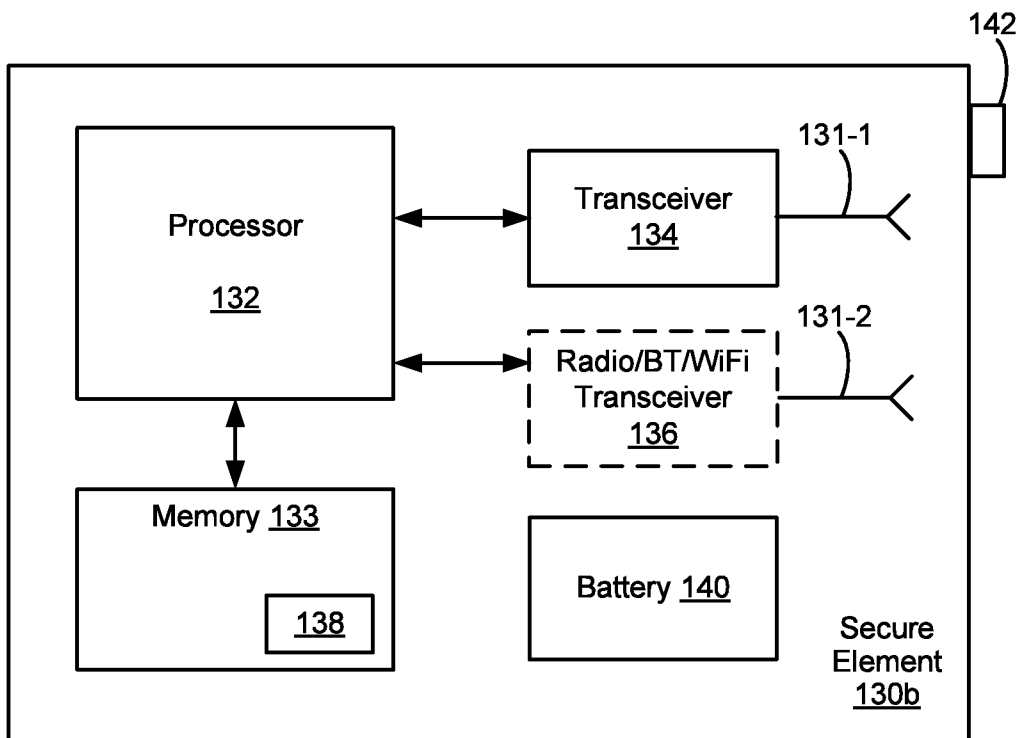 142
131-1
Processor
132
Transceiver
134
131-2
Radio/BT/WiFi
Transceiver
136
Memory 133
138
Battery 140
Secure
Element
130b